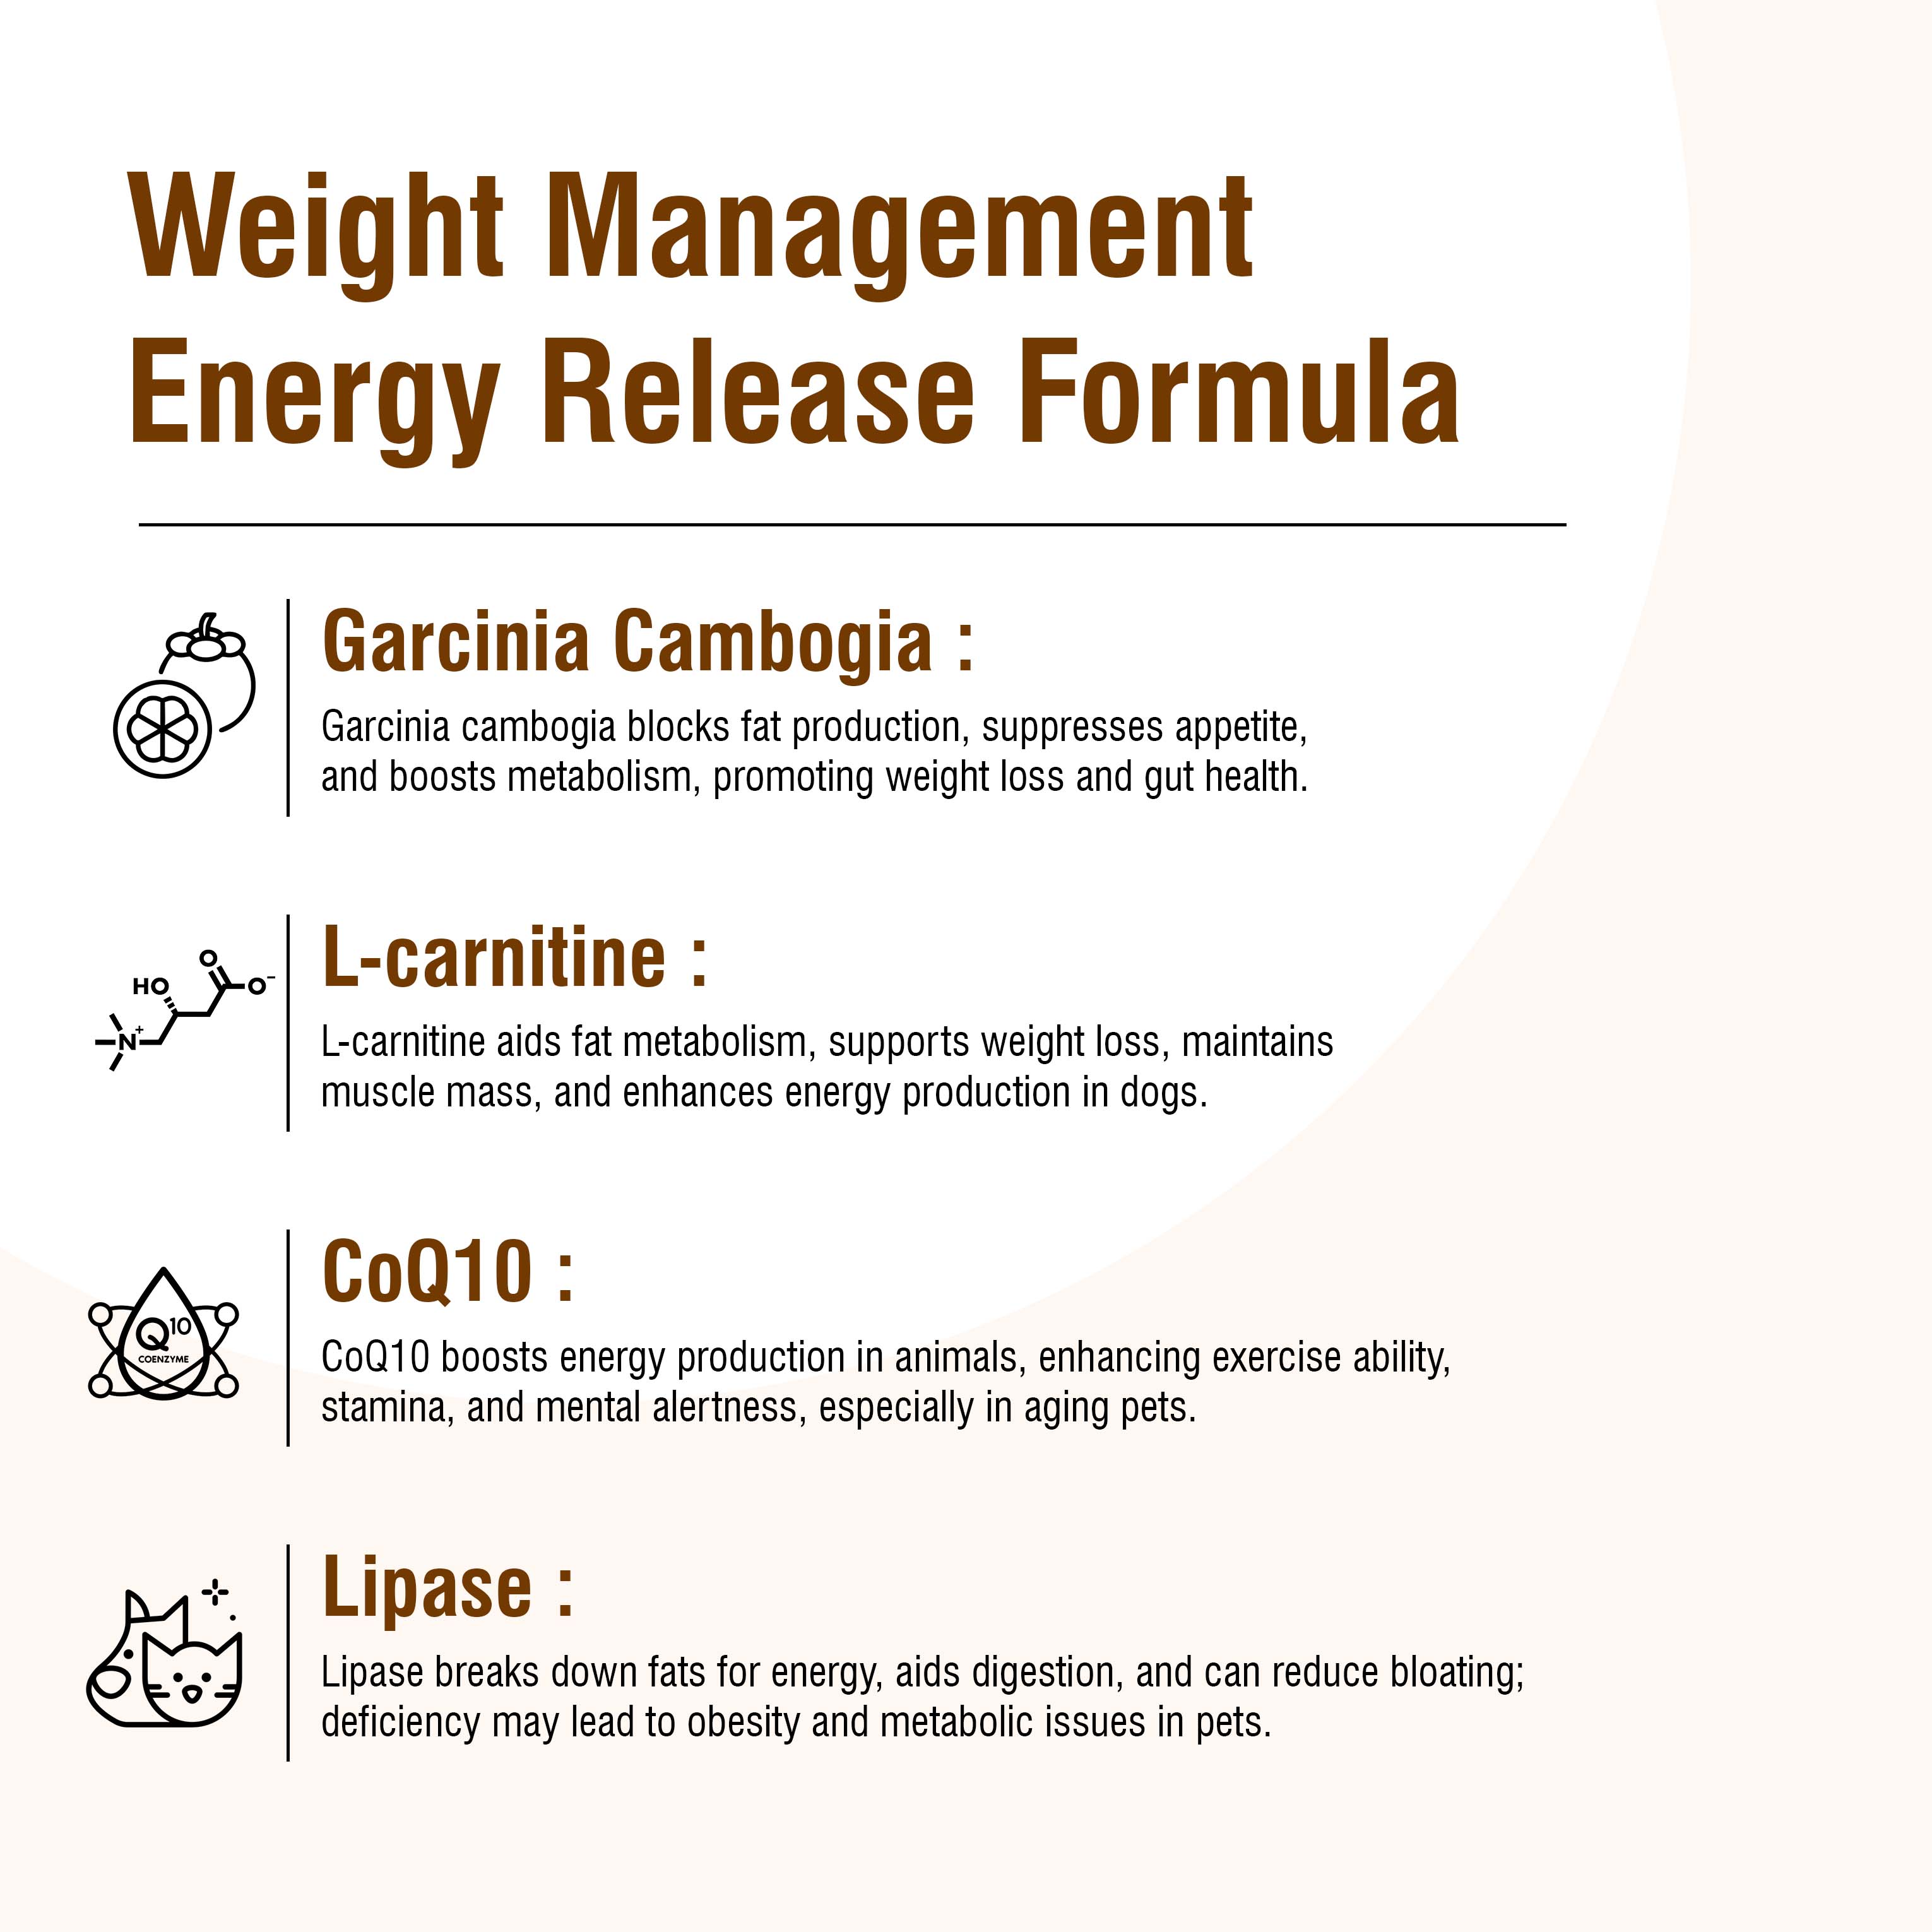 Weight Management
Energy Release Formula
Garcinia Cambogia :
Garcinia cambogia blocks fat production, suppresses appetite,
and boosts metabolism, promoting weight loss and gut health.
HO
O
O⁻
N⁺
L-carnitine :
L-carnitine aids fat metabolism, supports weight loss, maintains
muscle mass, and enhances energy production in dogs.
Q10
COENZYME
CoQ10 :
CoQ10 boosts energy production in animals, enhancing exercise ability,
stamina, and mental alertness, especially in aging pets.
Lipase :
Lipase breaks down fats for energy, aids digestion, and can reduce bloating;
deficiency may lead to obesity and metabolic issues in pets.